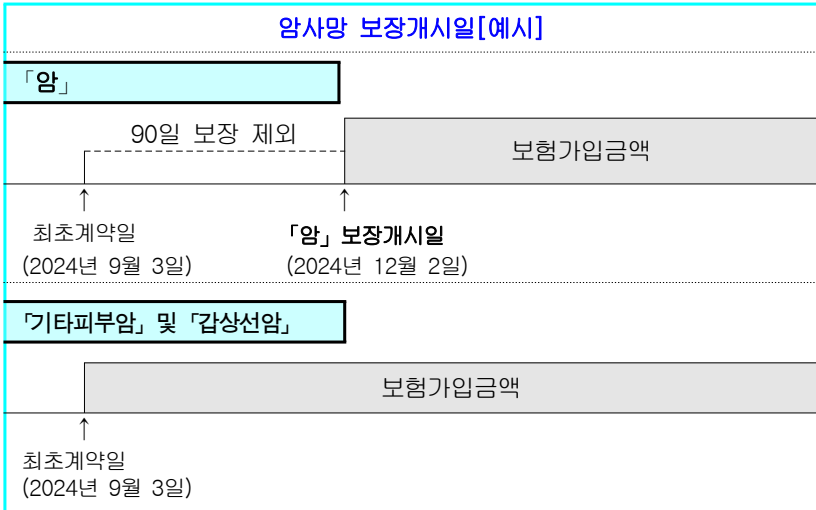 암사망 보장개시일[예시]
「암」
90일 보장 제외
보험가입금액
최초계약일
「암」보장개시일
(2024년 9월 3일)
(2024년 12월 2일)
「기타피부암」 및 「갑상선암」
보험가입금액
최초계약일
(2024년 9월 3일)